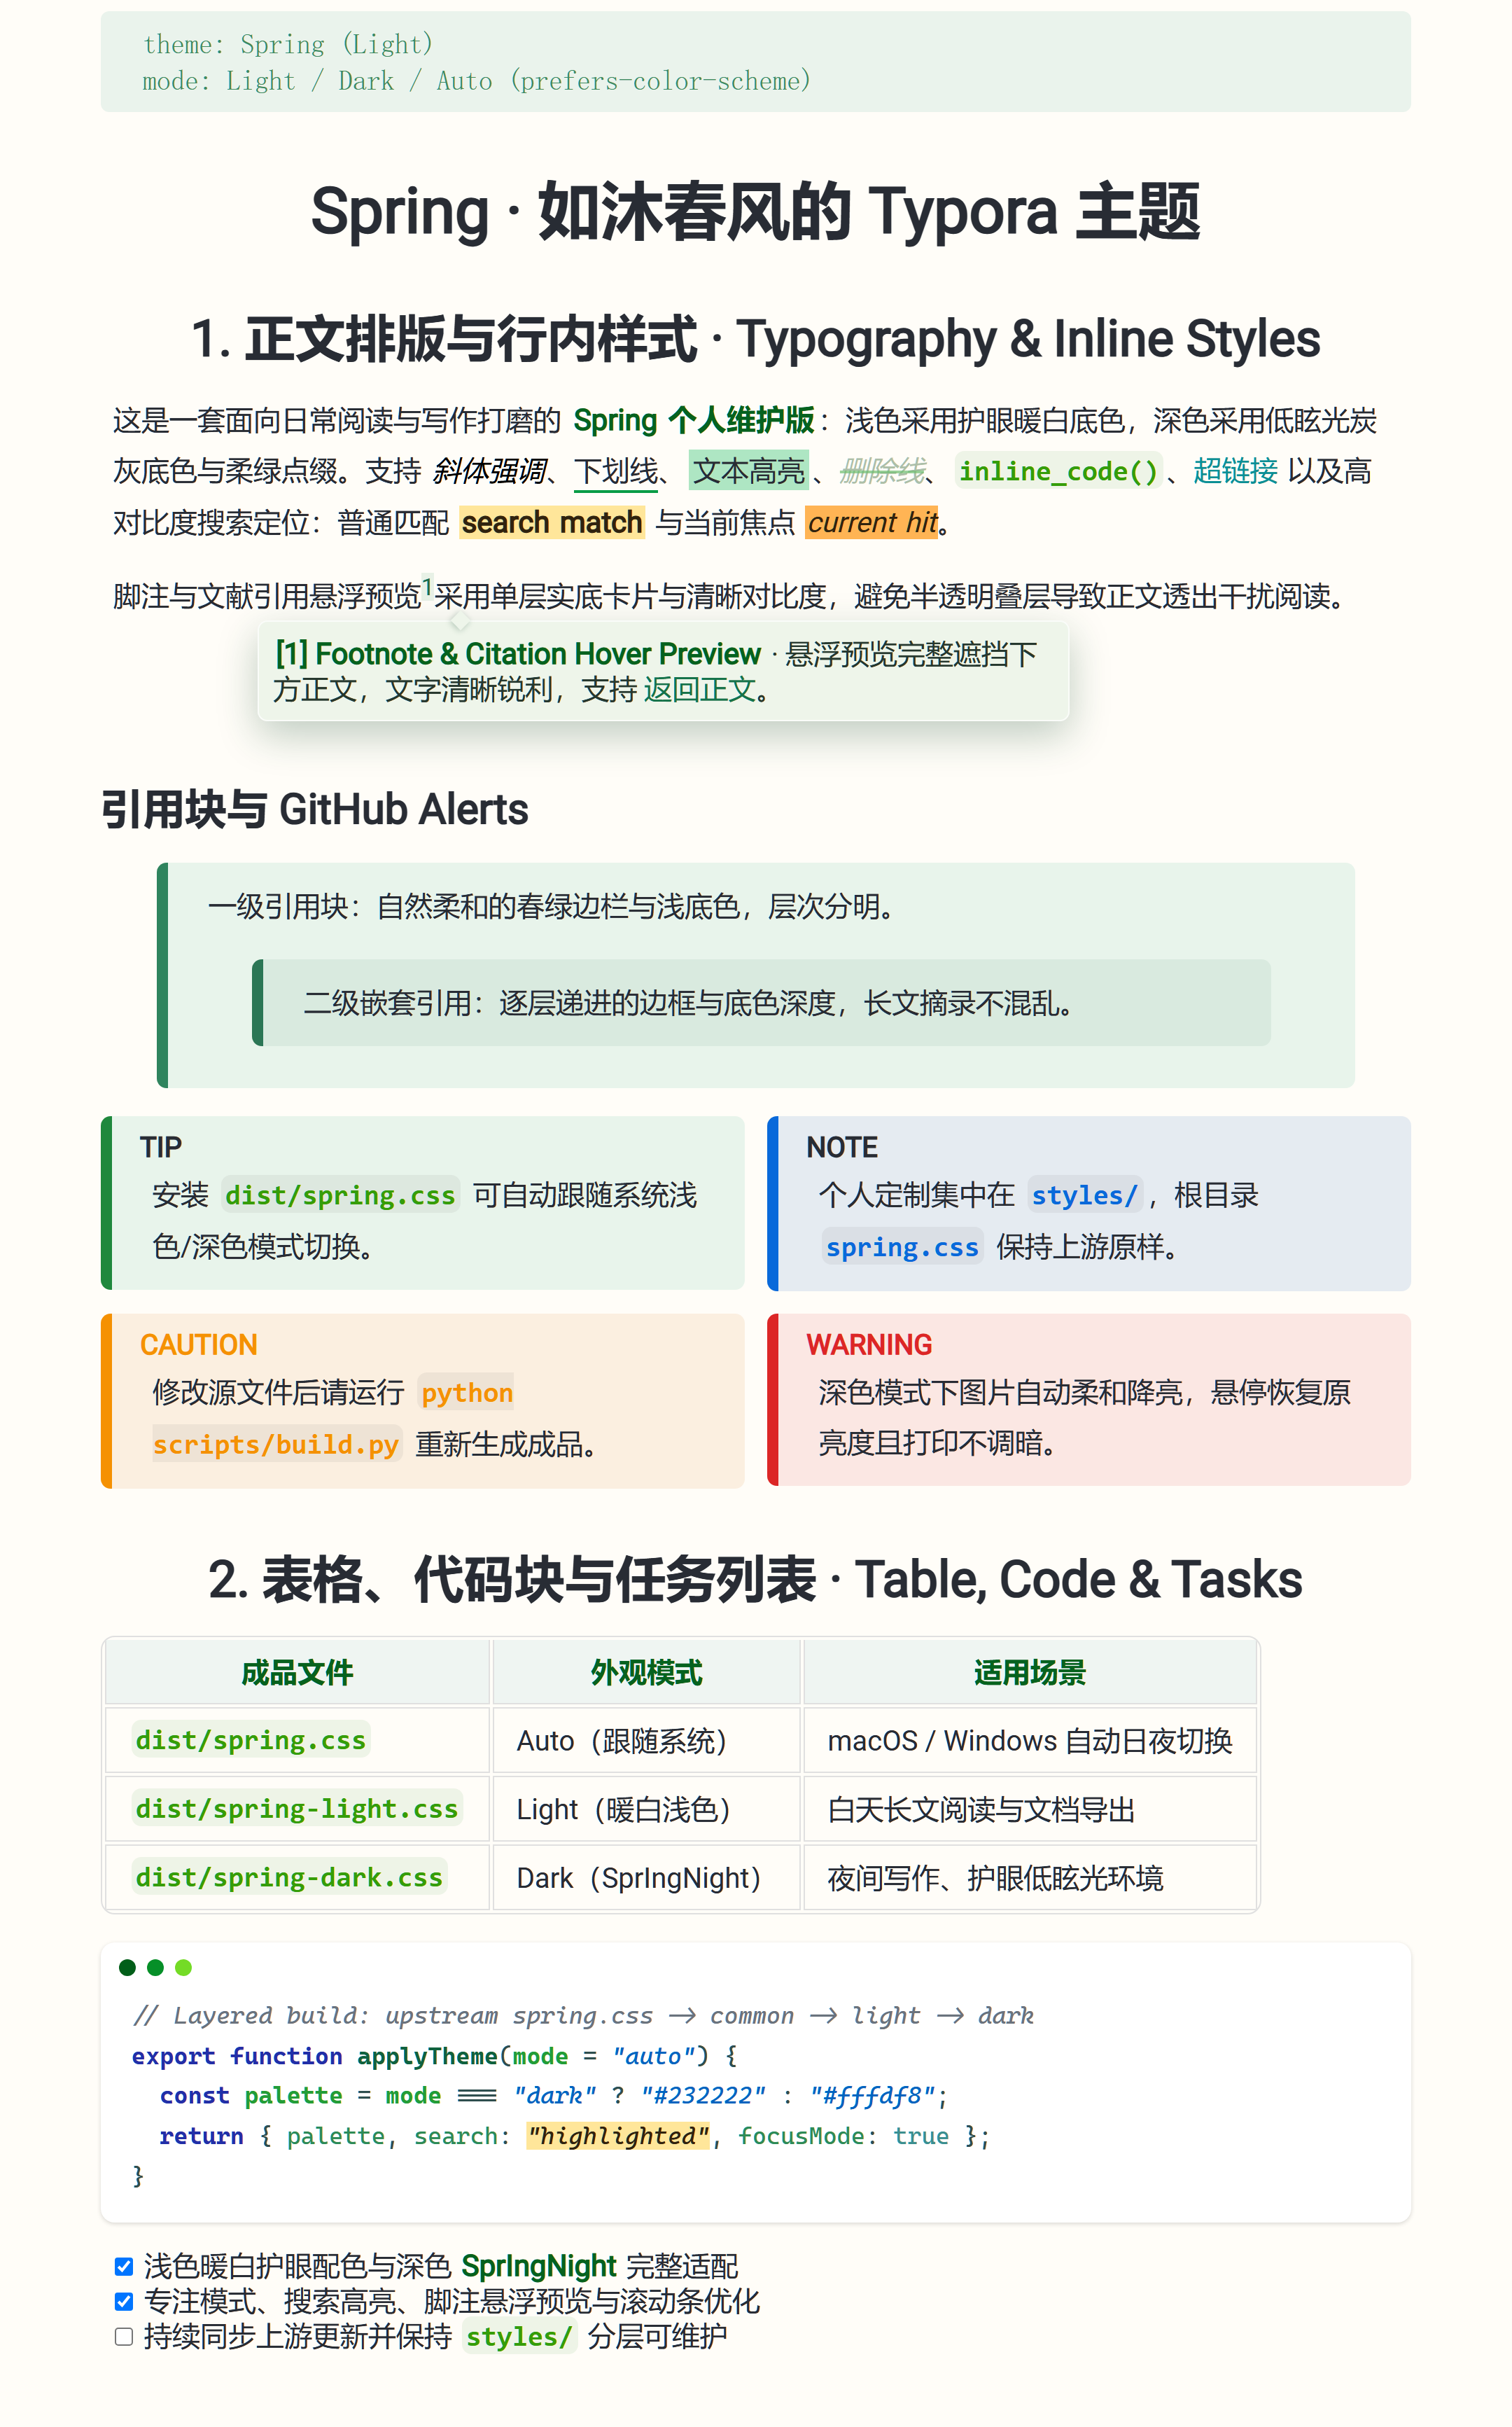 theme: Spring (Light)
mode: Light / Dark / Auto (prefers-color-scheme)
Spring · 如沐春风的 Typora 主题
1. 正文排版与行内样式 · Typography & Inline Styles
这是一套面向日常阅读与写作打磨的 Spring 个人维护版：浅色采用护眼暖白底色，深色采用低眩光炭
灰底色与柔绿点缀。支持 斜体强调、下划线、文本高亮、删除线、inline_code()、超链接 以及高
对比度搜索定位：普通匹配 search match 与当前焦点 current hit。
脚注与文献引用悬浮预览1采用单层实底卡片与清晰对比度，避免半透明叠层导致正文透出干扰阅读。
[1] Footnote & Citation Hover Preview · 悬浮预览完整遮挡下
方正文，文字清晰锐利，支持 返回正文。
引用块与 GitHub Alerts
一级引用块：自然柔和的春绿边栏与浅底色，层次分明。
二级嵌套引用：逐层递进的边框与底色深度，长文摘录不混乱。
TIP
安装 dist/spring.css 可自动跟随系统浅
色/深色模式切换。
NOTE
个人定制集中在 styles/，根目录
spring.css 保持上游原样。
CAUTION
修改源文件后请运行 python
scripts/build.py 重新生成成品。
WARNING
深色模式下图片自动柔和降亮，悬停恢复原
亮度且打印不调暗。
2. 表格、代码块与任务列表 · Table, Code & Tasks
成品文件 外观模式 适用场景
dist/spring.css Auto（跟随系统） macOS / Windows 自动日夜切换
dist/spring-light.css Light（暖白浅色） 白天长文阅读与文档导出
dist/spring-dark.css Dark（SprIngNight） 夜间写作、护眼低眩光环境
// Layered build: upstream spring.css -> common -> light -> dark
export function applyTheme(mode = "auto") {
const palette = mode === "dark" ? "#232222" : "#fffdf8";
return { palette, search: "highlighted", focusMode: true };
}
浅色暖白护眼配色与深色 SprIngNight 完整适配
专注模式、搜索高亮、脚注悬浮预览与滚动条优化
持续同步上游更新并保持 styles/ 分层可维护